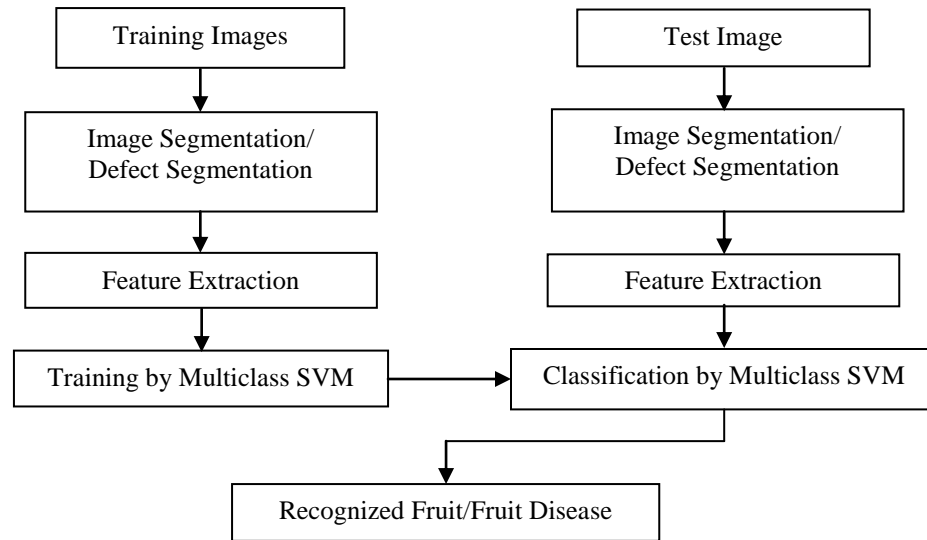 Training Images
Test Image
Image Segmentation/
Defect Segmentation
Image Segmentation/
Defect Segmentation
Feature Extraction
Feature Extraction
Training by Multiclass SVM
Classification by Multiclass SVM
Recognized Fruit/Fruit Disease